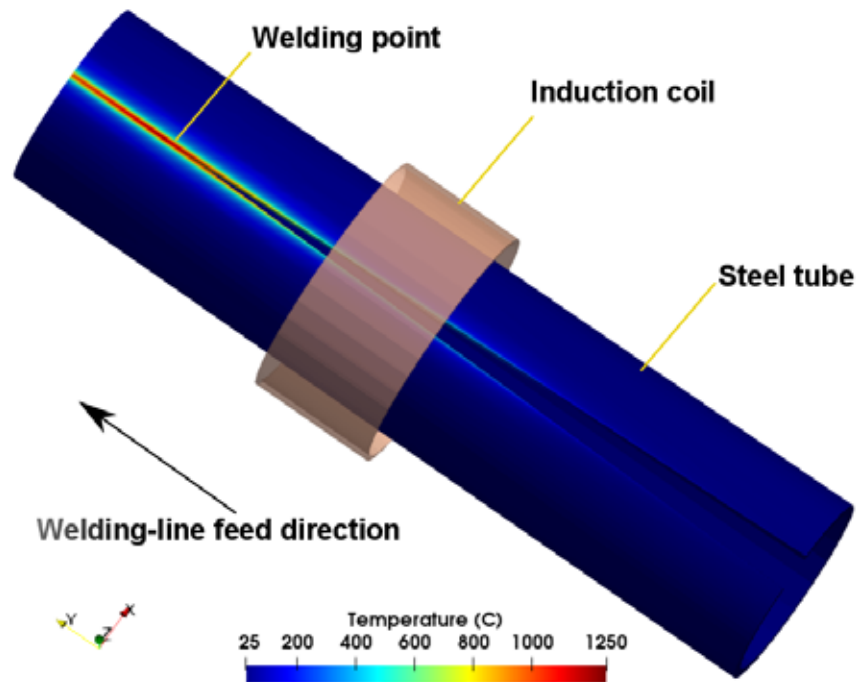 Welding point
Induction coil
Steel tube
Welding-line feed direction
Y
Z
X
Temperature (C)
25 200 400 600 800 1000 1250